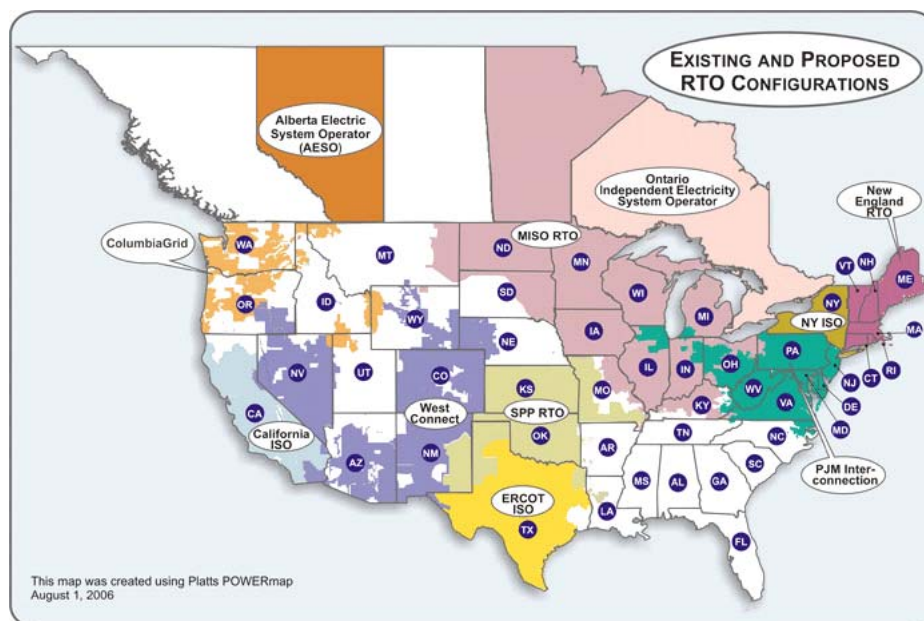 EXISTING AND PROPOSED
RTO CONFIGURATIONS
Alberta Electric
System Operator
(AESO)
Ontario
Independent Electricity
System Operator
New
England
RTO
ColumbiaGrid
WA
MT
ND
MISO RTO
MN
VT
NH
ME
OR
ID
WY
SD
WI
MI
NY
NY ISO
MA
NE
IA
PA
NV
UT
CO
IL
IN
OH
NJ
CT
RI
CA
California
ISO
West
Connect
KS
MO
WV
VA
KY
DE
MD
SPP RTO
AZ
NM
OK
AR
TN
NC
SC
PJM Inter-
connection
ERCOT
ISO
TX
LA
MS
AL
GA
FL
This map was created using Platts POWERmap
August 1, 2006